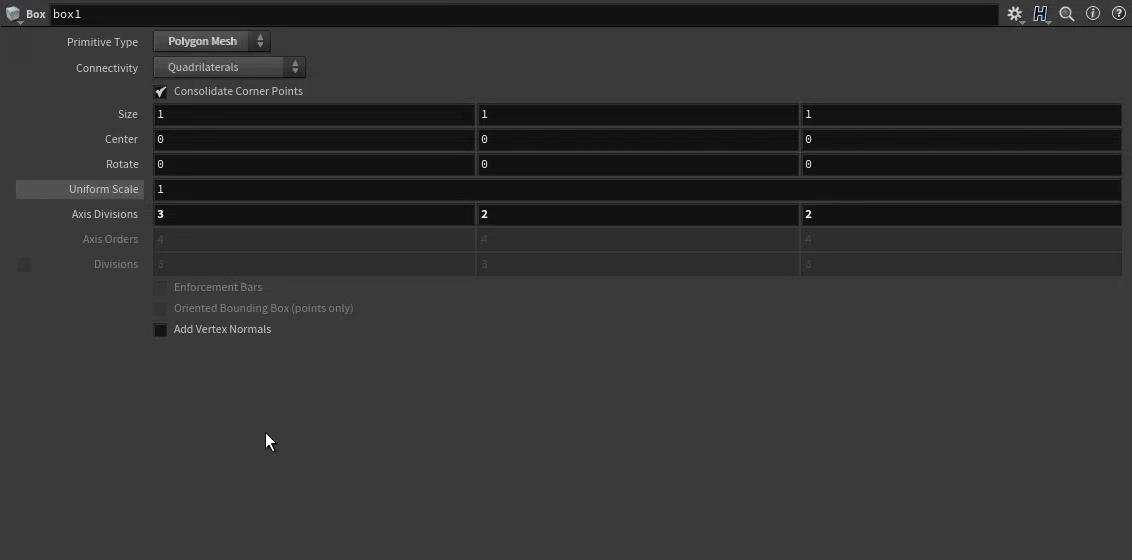 Box box1
Primitive Type Polygon Mesh
Connectivity Quadrilaterals
Consolidate Corner Points
Size 1 1 1
Center 0 0 0
Rotate 0 0 0
Uniform Scale 1
Axis Divisions 3 2 2
Axis Orders 4 4 4
Divisions 3 3 3
Enforcement Bars
Oriented Bounding Box (points only)
Add Vertex Normals